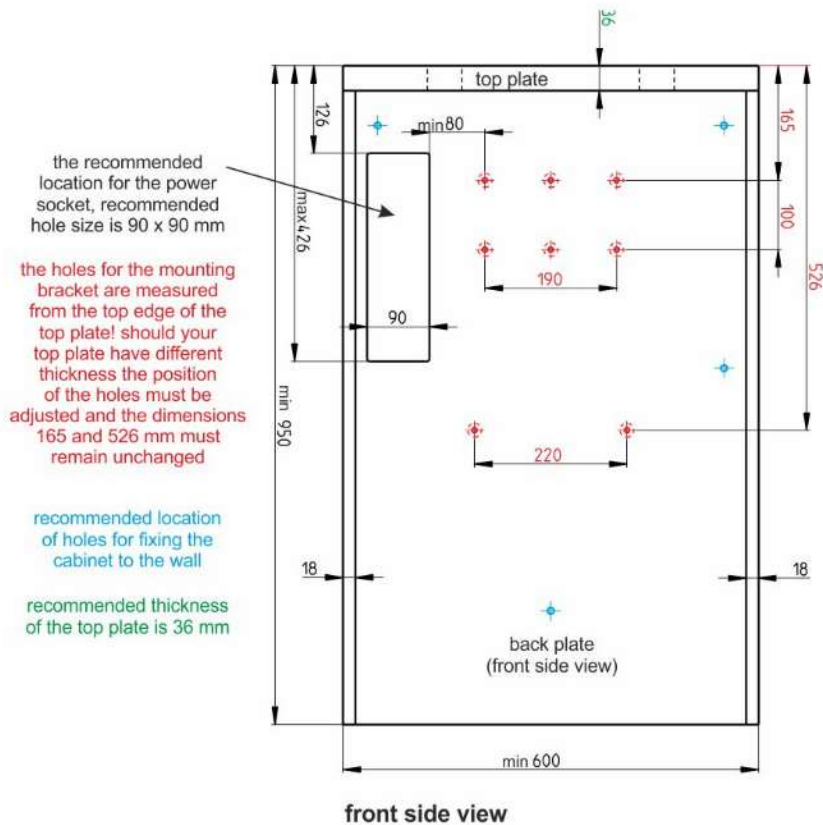 36
top plate
126
min80
165
the recommended
location for the power
socket, recommended
hole size is 90 x 90 mm
max426
100
526
the holes for the mounting
bracket are measured
from the top edge of the
top plate! should your
top plate have different
thickness the position
of the holes must be
adjusted and the dimensions
165 and 526 mm must
remain unchanged
190
90
min 950
220
recommended location
of holes for fixing the
cabinet to the wall
18
18
recommended thickness
of the top plate is 36 mm
back plate
(front side view)
min 600
front side view